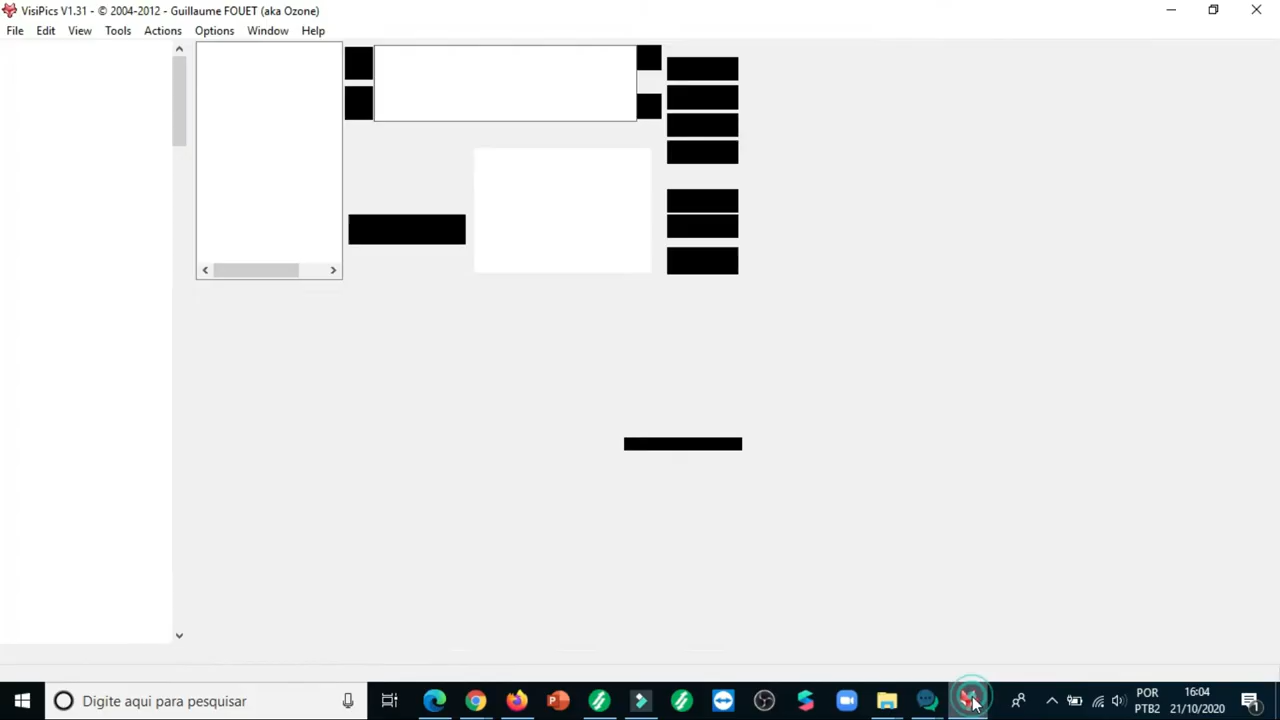 VisiPics V1.31 - © 2004-2012 - Guillaume FOUET (aka Ozone)
File Edit View Tools Actions Options Window Help
Digite aqui para pesquisar
POR
PTB2
16:04
21/10/2020
1